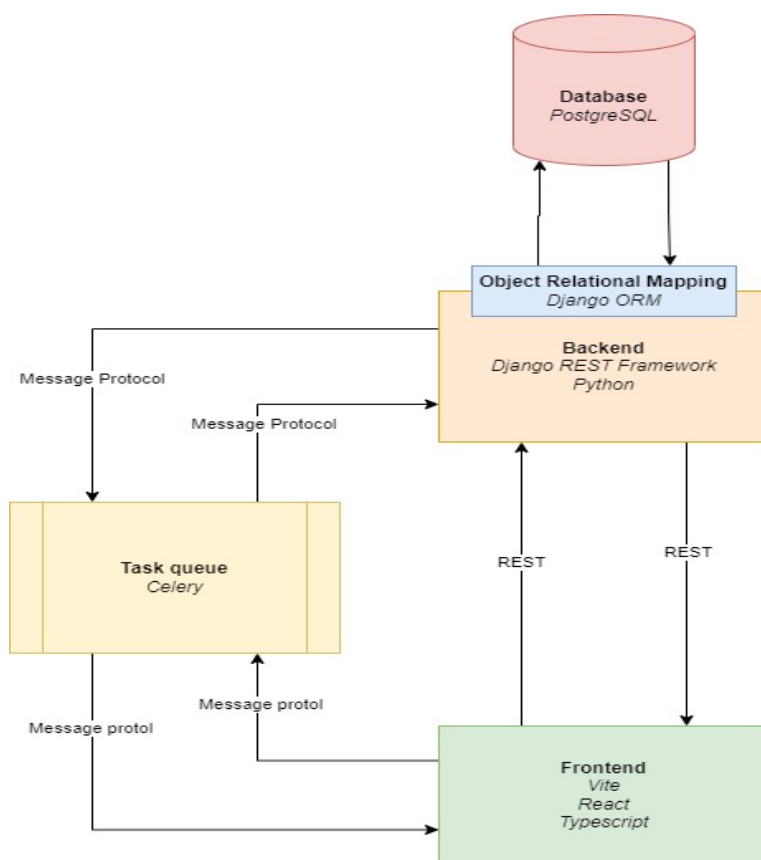 Database
PostgreSQL
Object Relational Mapping
Django ORM
Backend
Django REST Framework
Python
Message Protocol
Message Protocol
Task queue
Celery
REST
REST
Message protol
Message protol
Frontend
Vite
React
Typescript